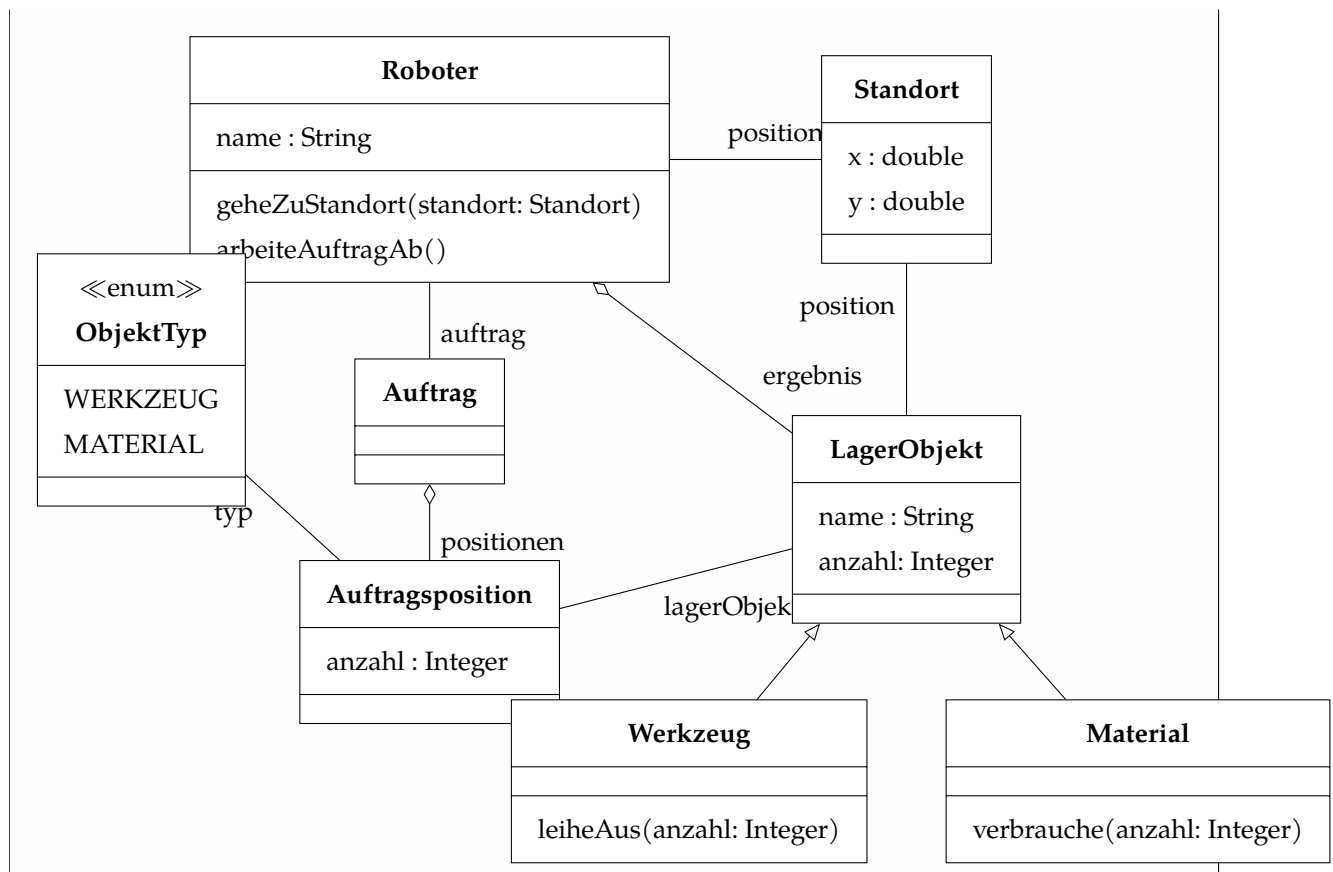 Roboter
name : String
geheZuStandort(standort: Standort)
arbeiteAuftragAb()
position
Standort
x : double
y : double
≪enum≫
ObjektTyp
WERKZEUG
MATERIAL
auftrag
position
ergebnis
Auftrag
LagerObjekt
name : String
anzahl: Integer
typ
positionen
Auftragsposition
anzahl : Integer
lagerObjek
Werkzeug
leiheAus(anzahl: Integer)
Material
verbrauche(anzahl: Integer)